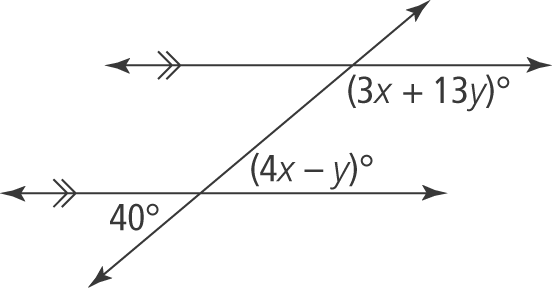 (3x + 13y)°
(4x − y)°
40°